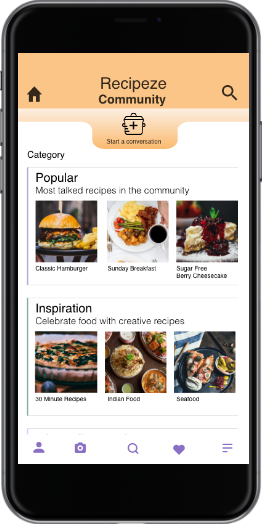 Recipeze
Community
Start a conversation
Category
Popular
Most talked recipes in the community
Classic Hamburger
Sunday Breakfast
Sugar Free
Berry Cheesecake
Inspiration
Celebrate food with creative recipes
30 Minute Recipes
Indian Food
Seafood